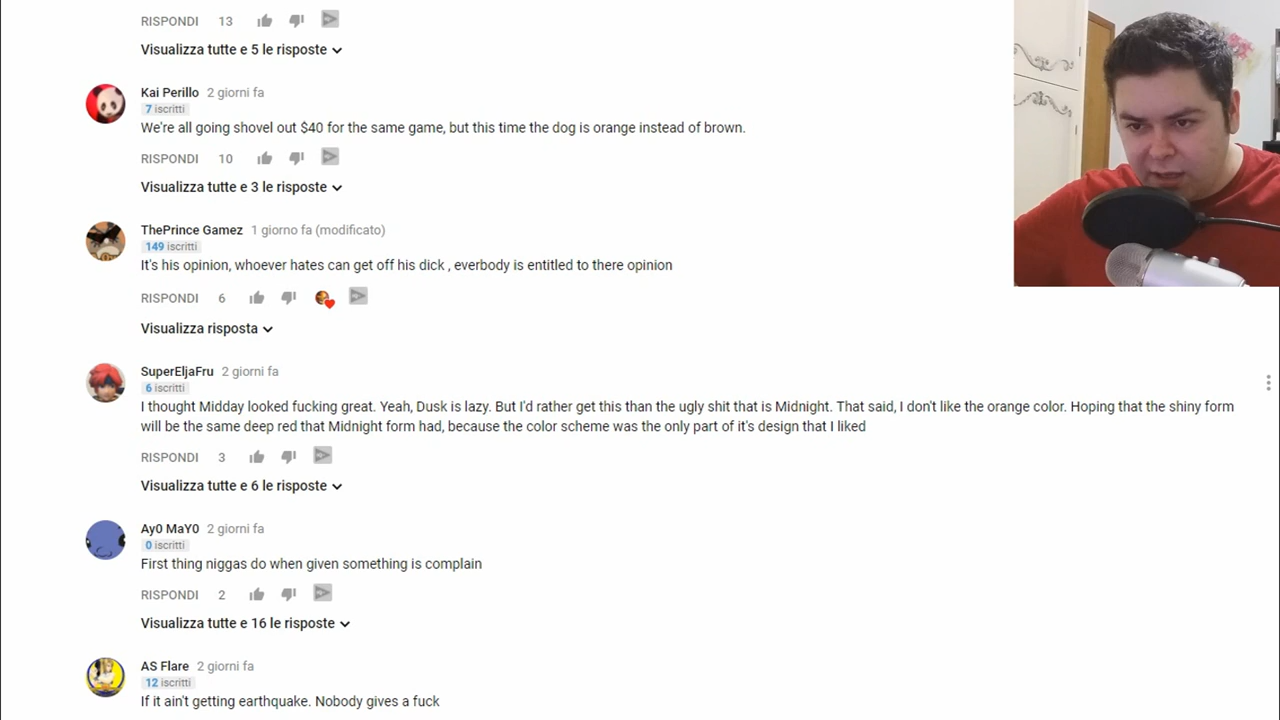 RISPONDI 13
Visualizza tutte e 5 le risposte
Kai Perillo 2 giorni fa
7 iscritti
We're all going shovel out $40 for the same game, but this time the dog is orange instead of brown.
RISPONDI 10
Visualizza tutte e 3 le risposte
ThePrince Gamez 1 giorno fa (modificato)
149 iscritti
It's his opinion, whoever hates can get off his dick , everbody is entitled to there opinion
RISPONDI 6
Visualizza risposta
SuperEljaFru 2 giorni fa
6 iscritti
I thought Midday looked fucking great. Yeah, Dusk is lazy. But I'd rather get this than the ugly shit that is Midnight. That said, I don't like the orange color. Hoping that the shiny form
will be the same deep red that Midnight form had, because the color scheme was the only part of it's design that I liked
RISPONDI 3
Visualizza tutte e 6 le risposte
Ay0 MaY0 2 giorni fa
0 iscritti
First thing niggas do when given something is complain
RISPONDI 2
Visualizza tutte e 16 le risposte
AS Flare 2 giorni fa
12 iscritti
If it ain't getting earthquake. Nobody gives a fuck